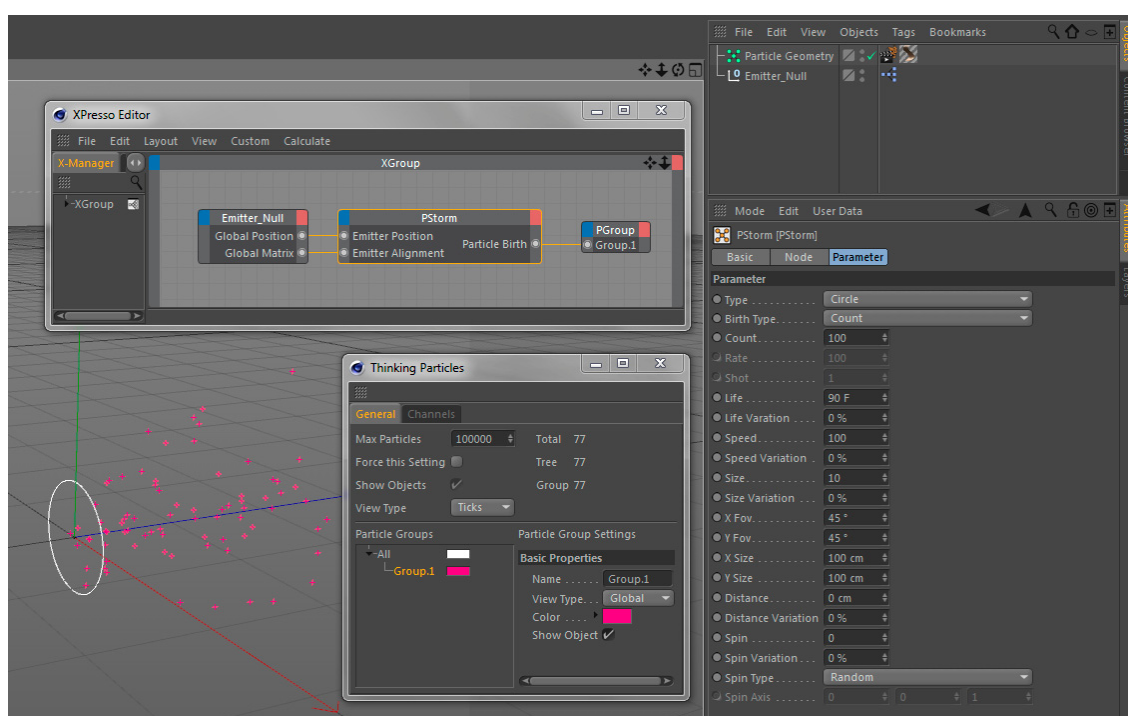 File Edit View Objects Tags Bookmarks
Particle Geometry
Emitter_Null
Objects
Content Browser
XPresso Editor
File Edit Layout View Custom Calculate
X-Manager
XGroup
XGroup
Emitter_Null
Global Position
Global Matrix
PStorm
Emitter Position
Emitter Alignment
Particle Birth
PGroup
Group.1
Thinking Particles
General Channels
Max Particles 100000 Total 77
Force this Setting Tree 77
Show Objects Group 77
View Type Ticks
Particle Groups
All
Group.1
Particle Group Settings
Basic Properties
Name . . . . . . Group.1
View Type. . . Global
Color . . . .
Show Object
Mode Edit User Data
Attributes
Layers
PStorm [PStorm]
Basic Node Parameter
Parameter
Type . . . . . . . . . . . Circle
Birth Type. . . . . . . Count
Count. . . . . . . . . . 100
Rate . . . . . . . . . . . 100
Shot . . . . . . . . . . . 1
Life . . . . . . . . . . . . 90 F
Life Varation . . . . 0 %
Speed. . . . . . . . . . 100
Speed Variation . 0 %
Size. . . . . . . . . . . . 10
Size Variation . . . 0 %
X Fov. . . . . . . . . . . 45 °
Y Fov. . . . . . . . . . . 45 °
X Size . . . . . . . . . . 100 cm
Y Size . . . . . . . . . . 100 cm
Distance. . . . . . . . 0 cm
Distance Variation 0 %
Spin . . . . . . . . . . . 0
Spin Variation . . . 0 %
Spin Type . . . . . . . Random
Spin Axis . . . . . . . 0 0 1